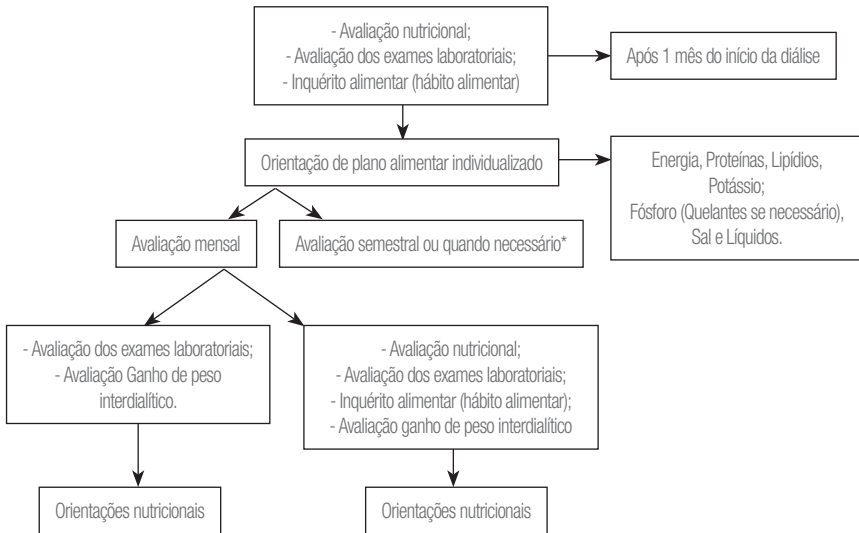 - Avaliação nutricional;
- Avaliação dos exames laboratoriais;
- Inquérito alimentar (hábito alimentar)
Após 1 mês do início da diálise
Orientação de plano alimentar individualizado
Energia, Proteínas, Lipídios,
Potássio;
Fósforo (Quelantes se necessário),
Sal e Líquidos.
Avaliação mensal
Avaliação semestral ou quando necessário*
- Avaliação dos exames laboratoriais;
- Avaliação Ganho de peso
interdialítico.
- Avaliação nutricional;
- Avaliação dos exames laboratoriais;
- Inquérito alimentar (hábito alimentar);
- Avaliação ganho de peso interdialítico
Orientações nutricionais
Orientações nutricionais